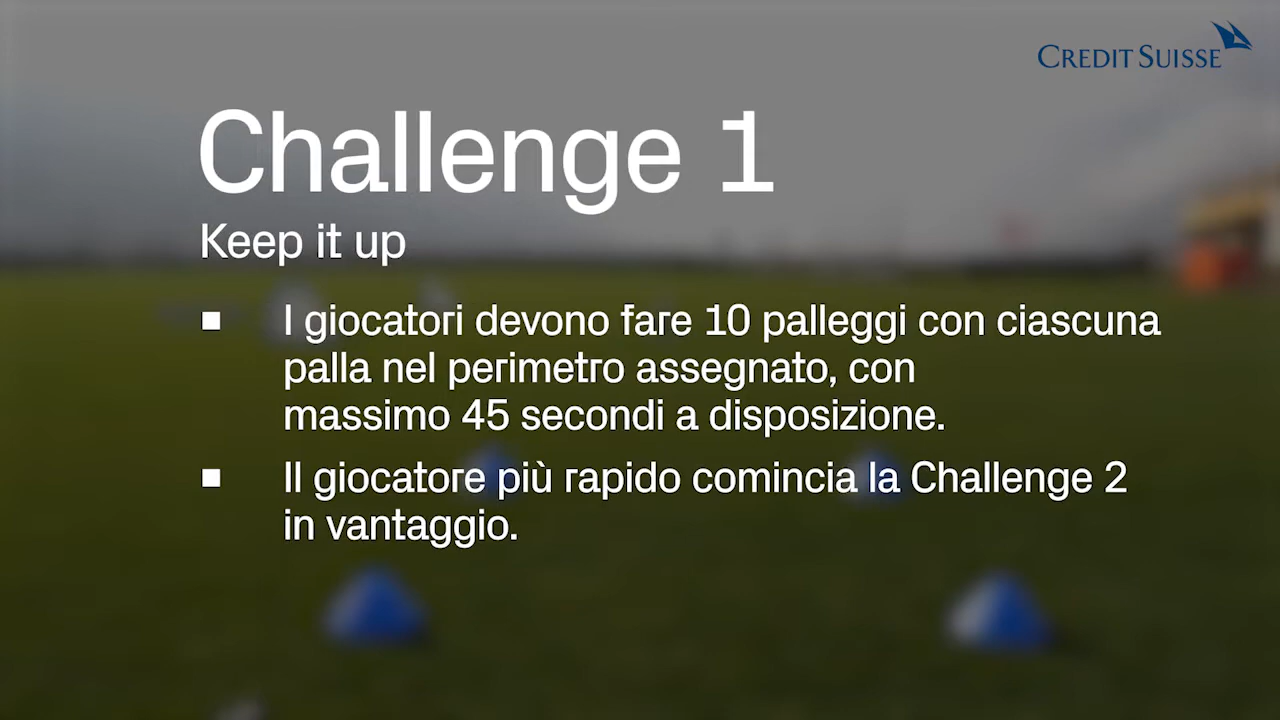 CREDIT SUISSE
Challenge 1
Keep it up
▪ I giocatori devono fare 10 palleggi con ciascuna
palla nel perimetro assegnato, con
massimo 45 secondi a disposizione.
▪ Il giocatore più rapido comincia la Challenge 2
in vantaggio.